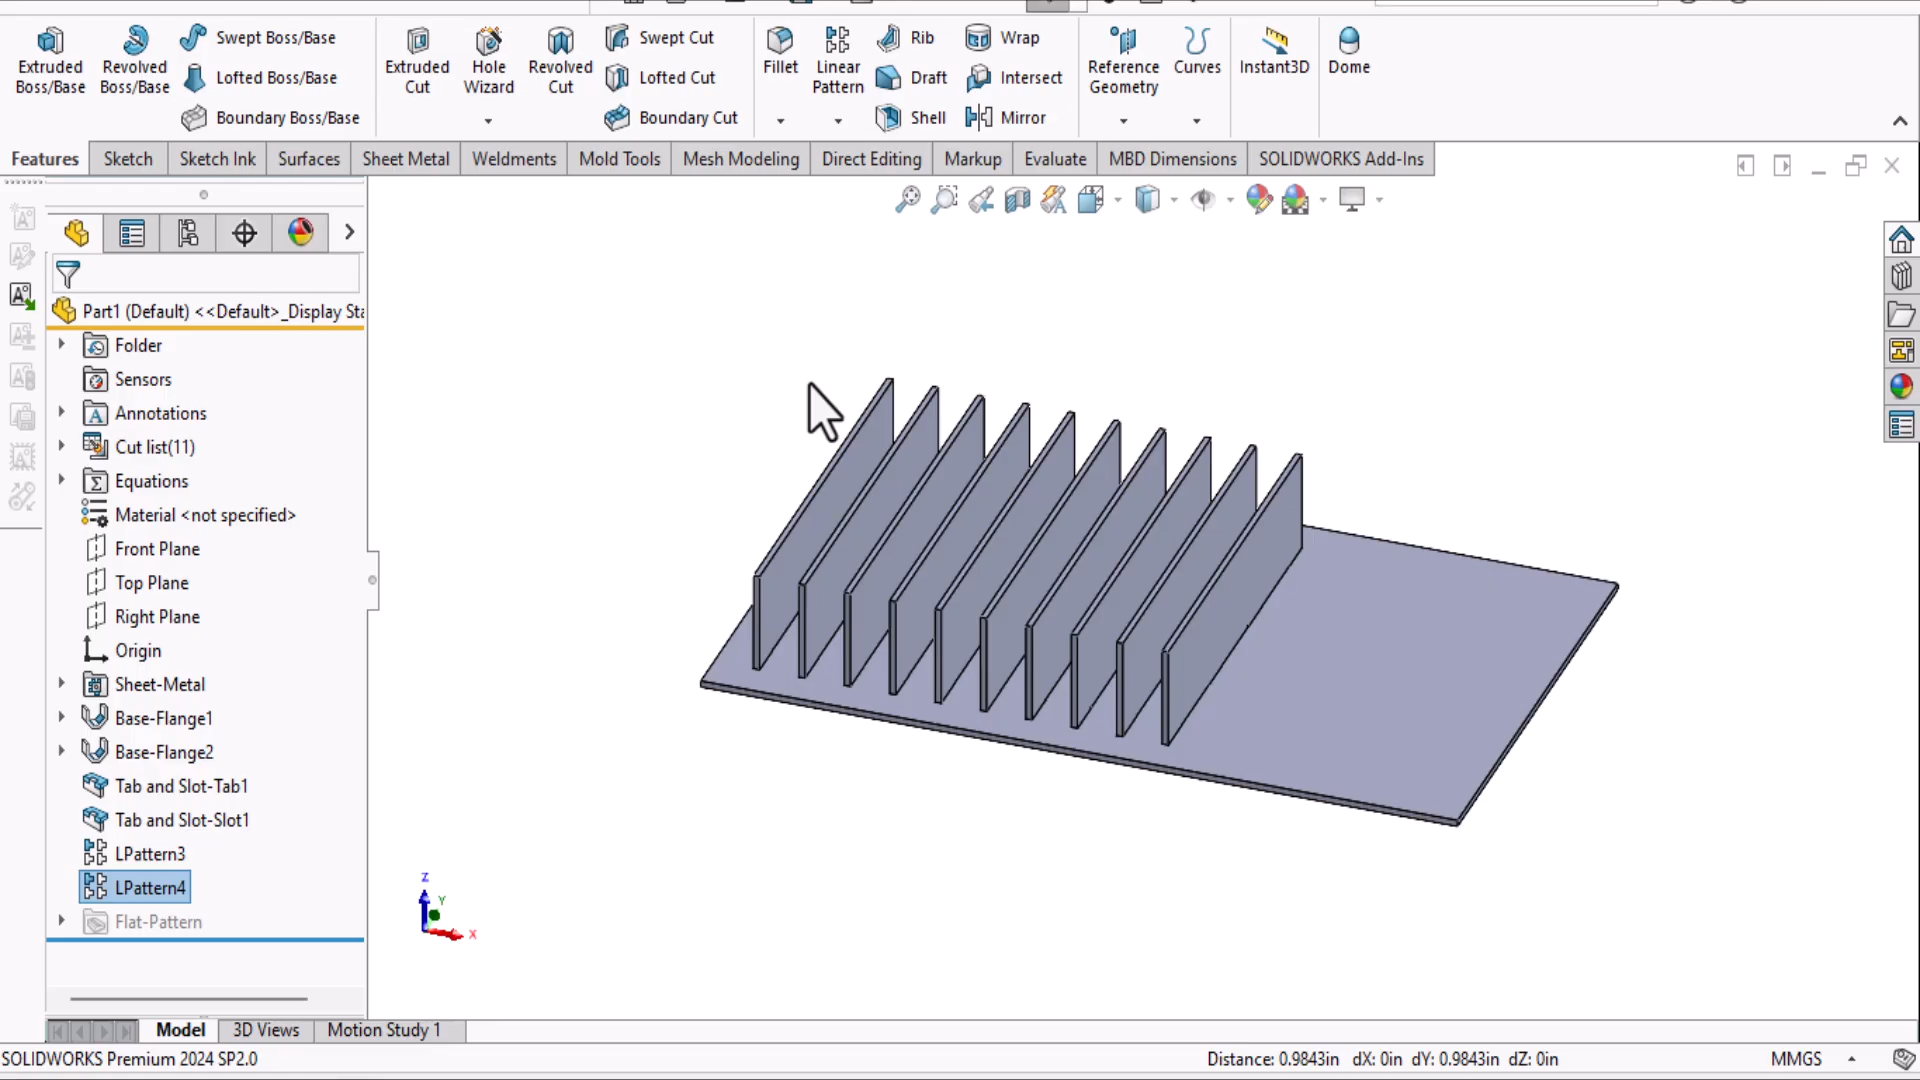 Extruded Boss/Base
Revolved Boss/Base
Swept Boss/Base
Lofted Boss/Base
Boundary Boss/Base
Extruded Cut
Hole Wizard
Revolved Cut
Swept Cut
Lofted Cut
Boundary Cut
Fillet
Linear Pattern
Rib
Draft
Shell
Wrap
Intersect
Mirror
Reference Geometry
Curves
Instant3D
Dome
Features
Sketch
Sketch Ink
Surfaces
Sheet Metal
Weldments
Mold Tools
Mesh Modeling
Direct Editing
Markup
Evaluate
MBD Dimensions
SOLIDWORKS Add-Ins
Part1 (Default) <<Default>_Display Sta
Folder
Sensors
Annotations
Cut list(11)
Equations
Material <not specified>
Front Plane
Top Plane
Right Plane
Origin
Sheet-Metal
Base-Flange1
Base-Flange2
Tab and Slot-Tab1
Tab and Slot-Slot1
LPattern3
LPattern4
Flat-Pattern
Z
Y
X
Model
3D Views
Motion Study 1
SOLIDWORKS Premium 2024 SP2.0
Distance: 0.9843in dX: 0in dY: 0.9843in dZ: 0in
MMGS